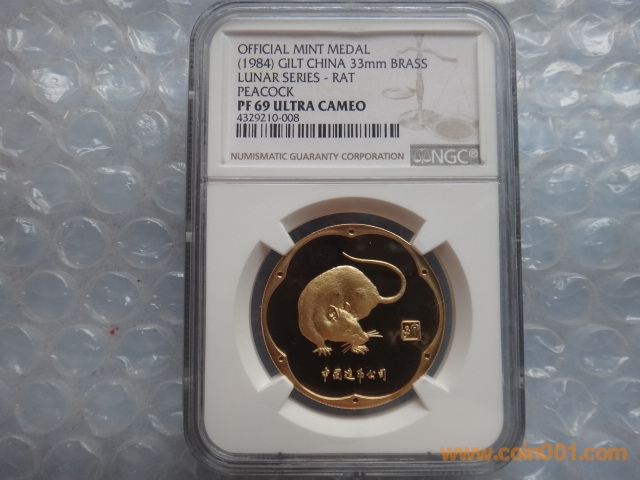 OFFICIAL MINT MEDAL
(1984) GILT CHINA 33mm BRASS
LUNAR SERIES - RAT
PEACOCK
PF 69 ULTRA CAMEO
4329210-008
NUMISMATIC GUARANTY CORPORATION NGC®
中国造币公司
www.coin001.com